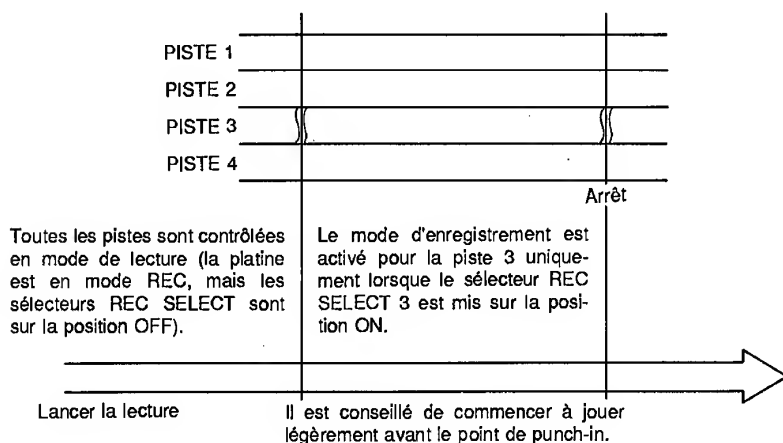 PISTE 1
PISTE 2
PISTE 3
PISTE 4
Arrêt
Toutes les pistes sont contrôlées
en mode de lecture (la platine
est en mode REC, mais les
sélecteurs REC SELECT sont
sur la position OFF).
Le mode d'enregistrement est
activé pour la piste 3 unique-
ment lorsque le sélecteur REC
SELECT 3 est mis sur la posi-
tion ON.
Lancer la lecture
Il est conseillé de commencer à jouer
légèrement avant le point de punch-in.